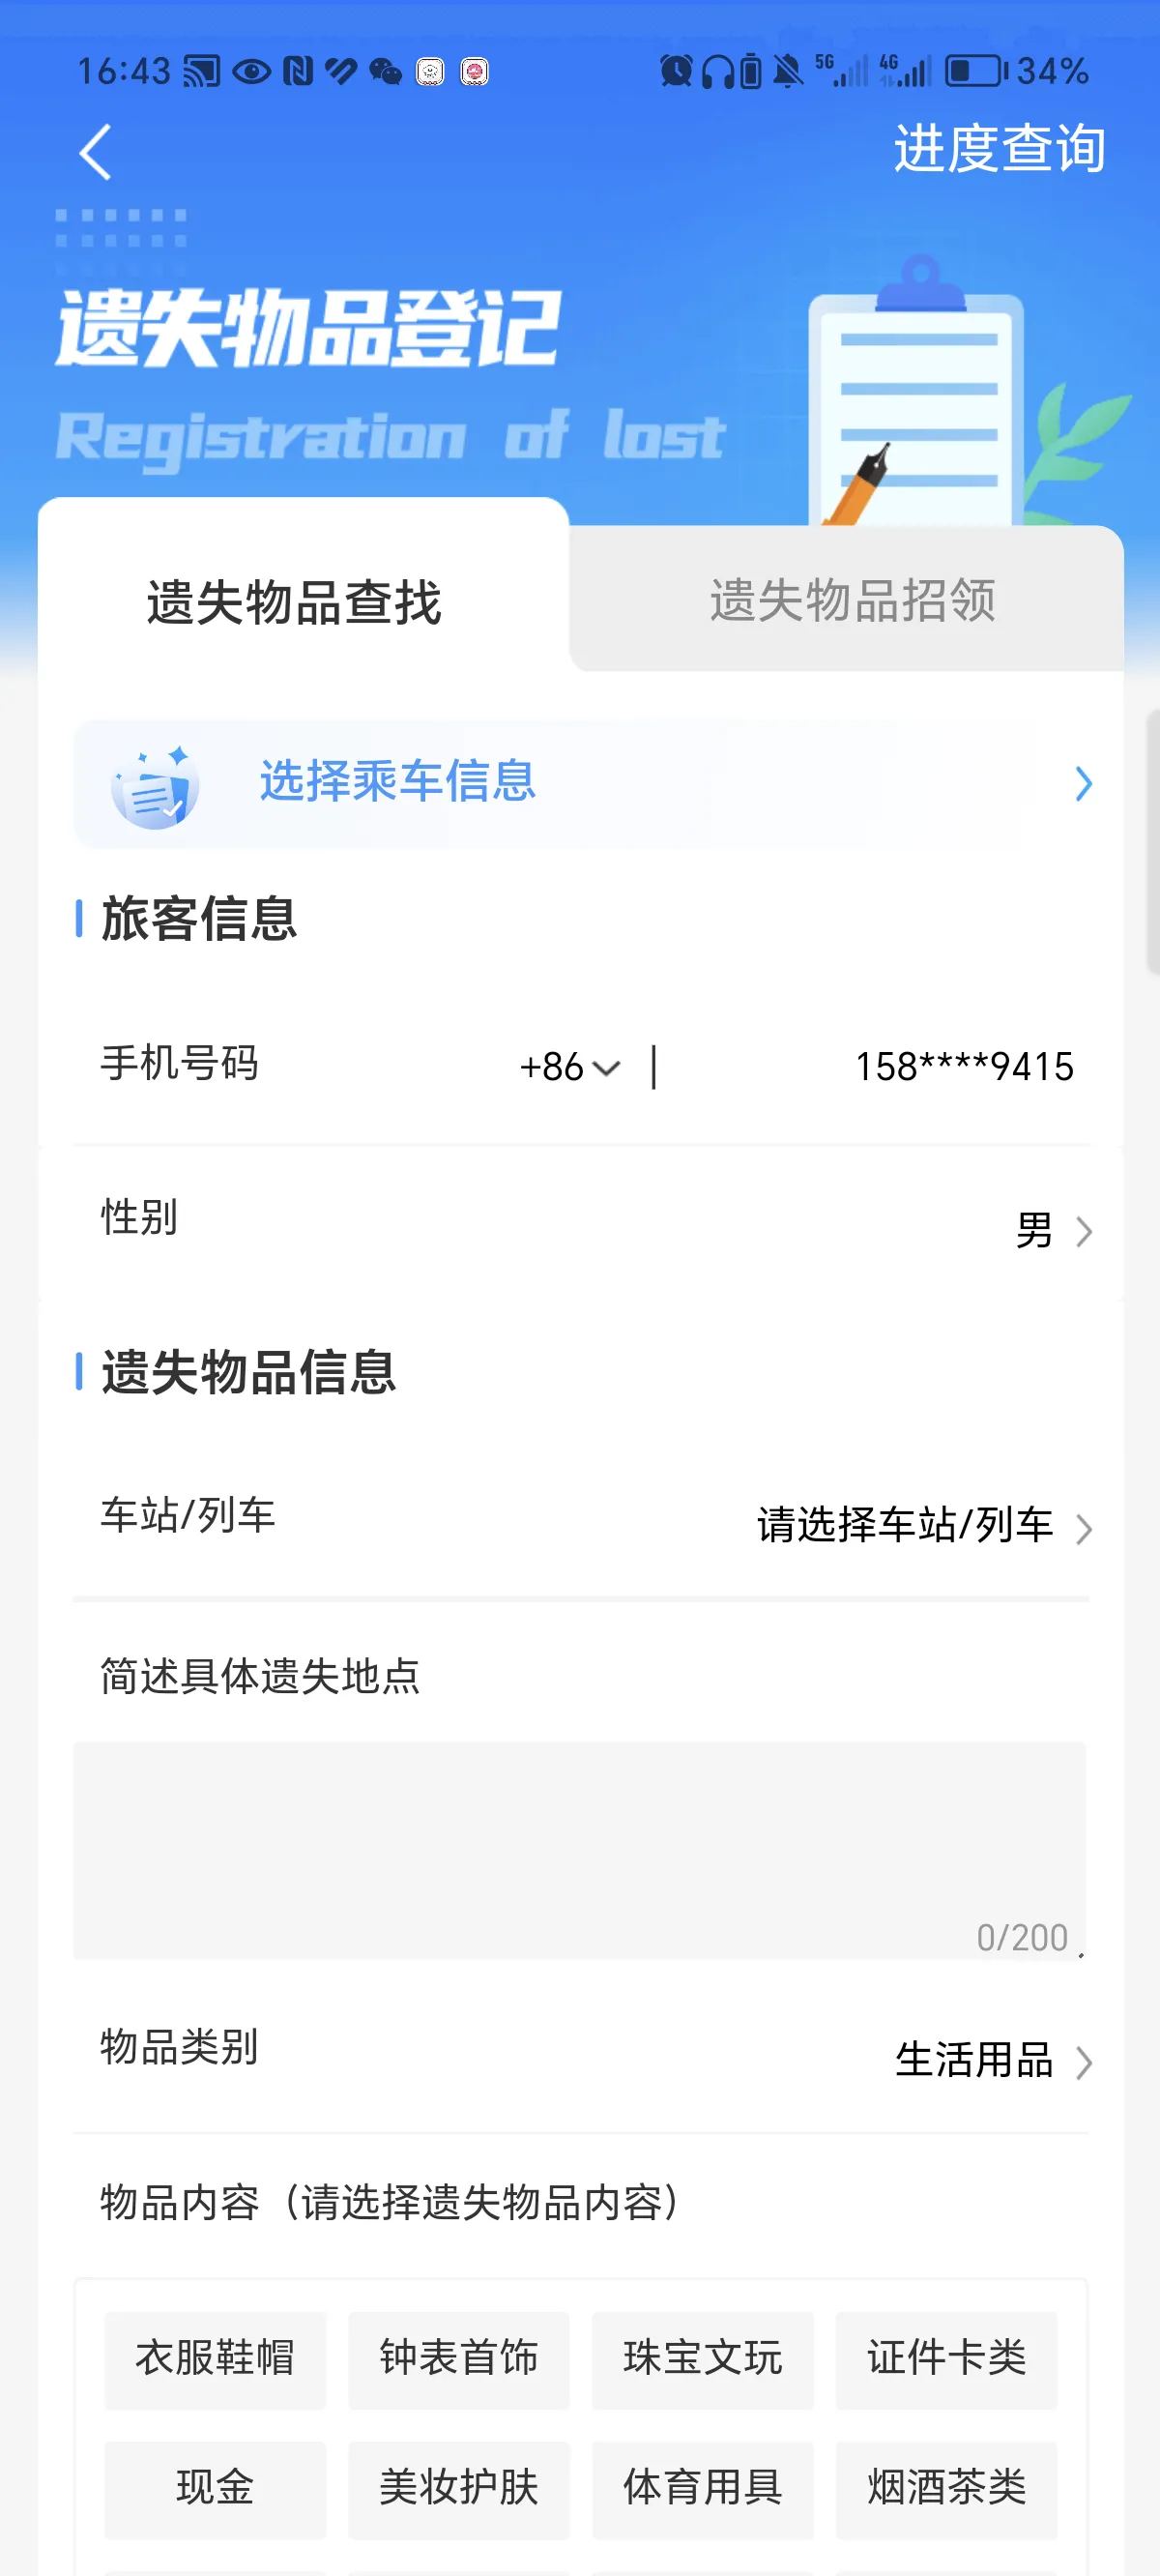 16:43 5G 4G 34%
进度查询
遗失物品登记
Registration of lost
遗失物品查找 遗失物品招领
选择乘车信息
旅客信息
手机号码 +86 158****9415
性别 男
遗失物品信息
车站/列车 请选择车站/列车
简述具体遗失地点
0/200
物品类别 生活用品
物品内容（请选择遗失物品内容）
衣服鞋帽 钟表首饰 珠宝文玩 证件卡类
现金 美妆护肤 体育用具 烟酒茶类